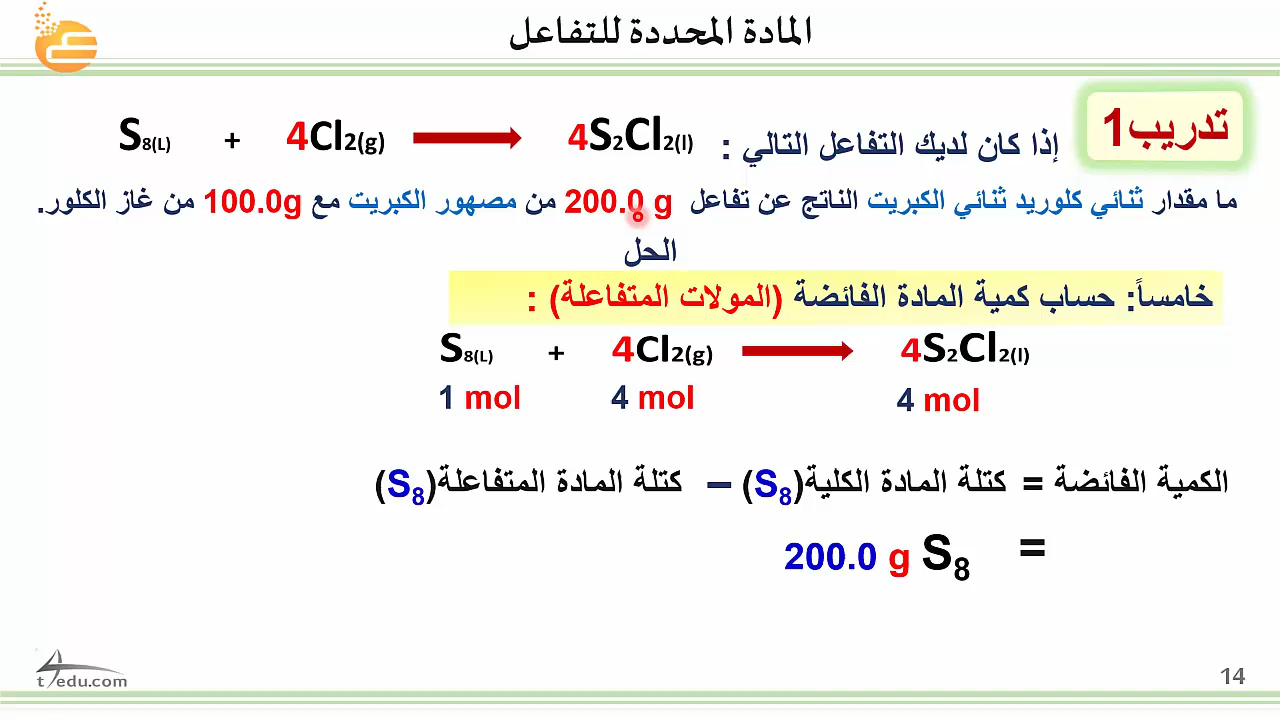 المادة المحددة للتفاعل
تدريب1
إذا كان لديك التفاعل التالي : S8(L) + 4Cl2(g) 4S2Cl2(l)
ما مقدار ثنائي كلوريد ثنائي الكبريت الناتج عن تفاعل 200.0 g من مصهور الكبريت مع 100.0g من غاز الكلور.
الحل
خامساً: حساب كمية المادة الفائضة (المولات المتفاعلة) :
S8(L) + 4Cl2(g) 4S2Cl2(l)
1 mol 4 mol 4 mol
الكمية الفائضة = كتلة المادة الكلية(S8) – كتلة المادة المتفاعلة(S8)
= 200.0 g S8
t4edu.com
14